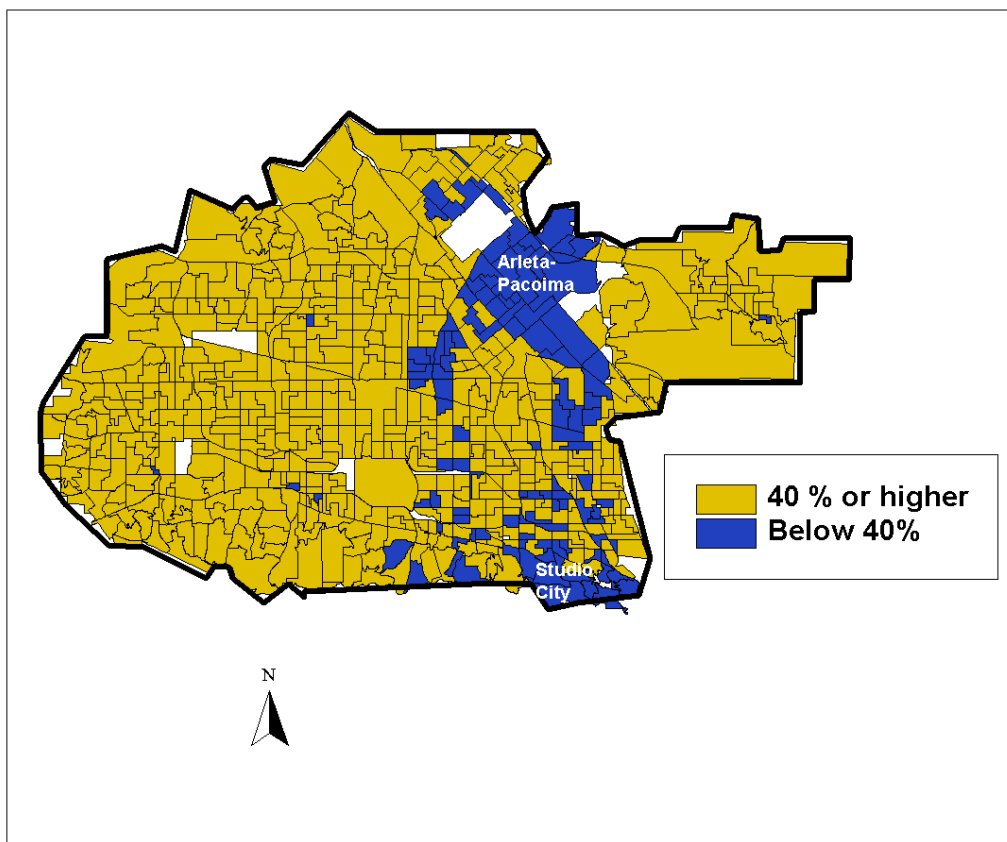 Arleta-
Pacoima
40 % or higher
Below 40%
Studio
City
N